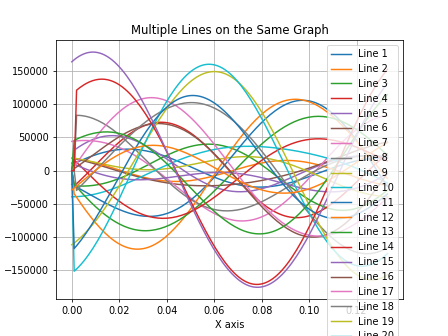 Multiple Lines on the Same Graph
150000
100000
50000
0
−50000
−100000
−150000
0.00
0.02
0.04
0.06
0.08
0.10
X axis
Line 1
Line 2
Line 3
Line 4
Line 5
Line 6
Line 7
Line 8
Line 9
Line 10
Line 11
Line 12
Line 13
Line 14
Line 15
Line 16
Line 17
Line 18
Line 19
Line 20